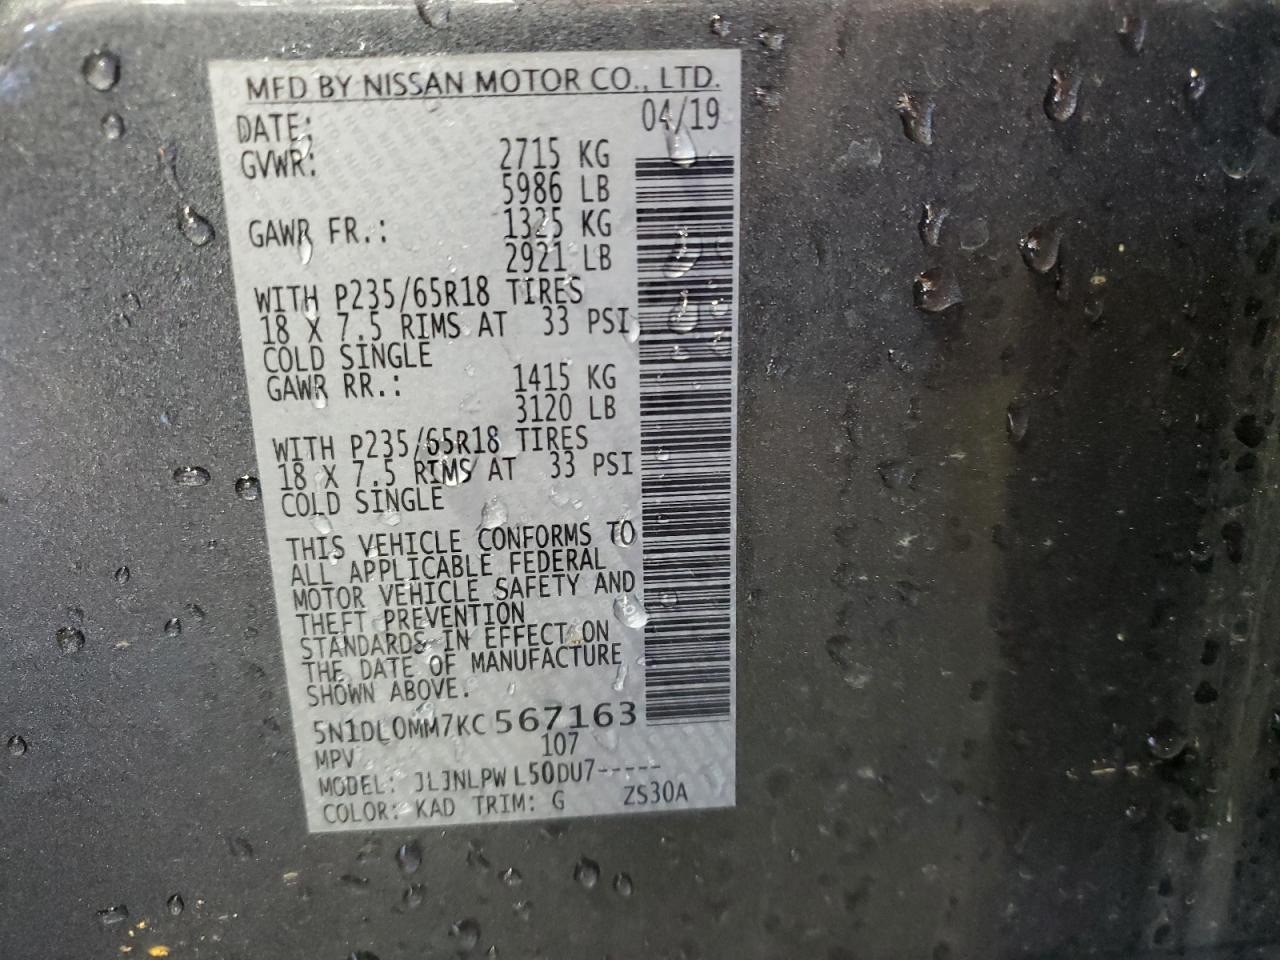 MFD BY NISSAN MOTOR CO., LTD.
DATE: 04/19
GVWR: 2715 KG
5986 LB
GAWR FR.: 1325 KG
2921 LB
WITH P235/65R18 TIRES
18 X 7.5 RIMS AT 33 PSI
COLD SINGLE
GAWR RR.: 1415 KG
3120 LB
WITH P235/65R18 TIRES
18 X 7.5 RIMS AT 33 PSI
COLD SINGLE
THIS VEHICLE CONFORMS TO
ALL APPLICABLE FEDERAL
MOTOR VEHICLE SAFETY AND
THEFT PREVENTION
STANDARDS IN EFFECT ON
THE DATE OF MANUFACTURE
SHOWN ABOVE.
5N1DL0MM7KC567163
MPV 107
MODEL: JLJNLPWL50DU7-----
COLOR: KAD TRIM: G ZS30A